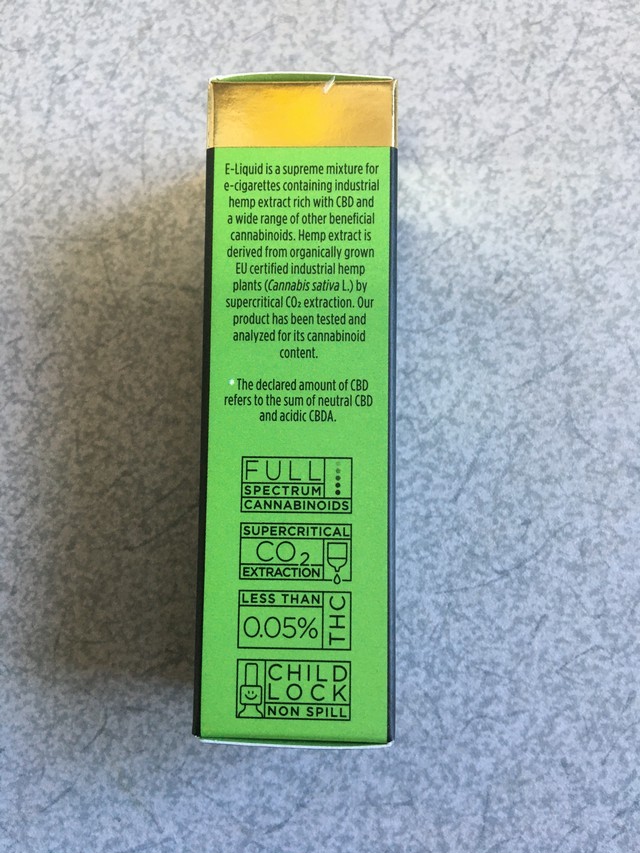 E-Liquid is a supreme mixture for
e-cigarettes containing industrial
hemp extract rich with CBD and
a wide range of other beneficial
cannabinoids. Hemp extract is
derived from organically grown
EU certified industrial hemp
plants (Cannabis sativa L.) by
supercritical CO₂ extraction. Our
product has been tested and
analyzed for its cannabinoid
content.
* The declared amount of CBD
refers to the sum of neutral CBD
and acidic CBDA.
FULL
SPECTRUM
CANNABINOIDS
SUPERCRITICAL
CO₂
EXTRACTION
LESS THAN
0.05%
THC
CHILD
LOCK
NON SPILL